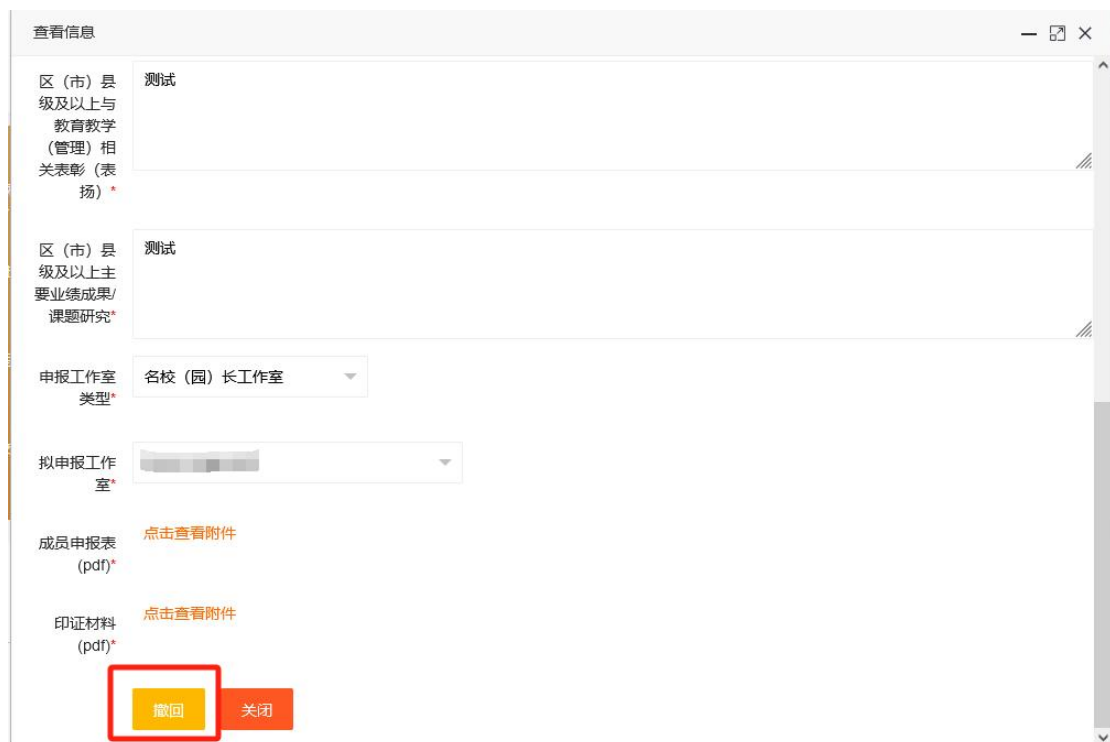 查看信息
区（市）县
级及以上与
教育教学
（管理）相
关表彰（表
扬）*
测试
区（市）县
级及以上主
要业绩成果/
课题研究*
测试
申报工作室
类型*
名校（园）长工作室
拟申报工作
室*
成员申报表
(pdf)*
点击查看附件
印证材料
(pdf)*
点击查看附件
撤回
关闭